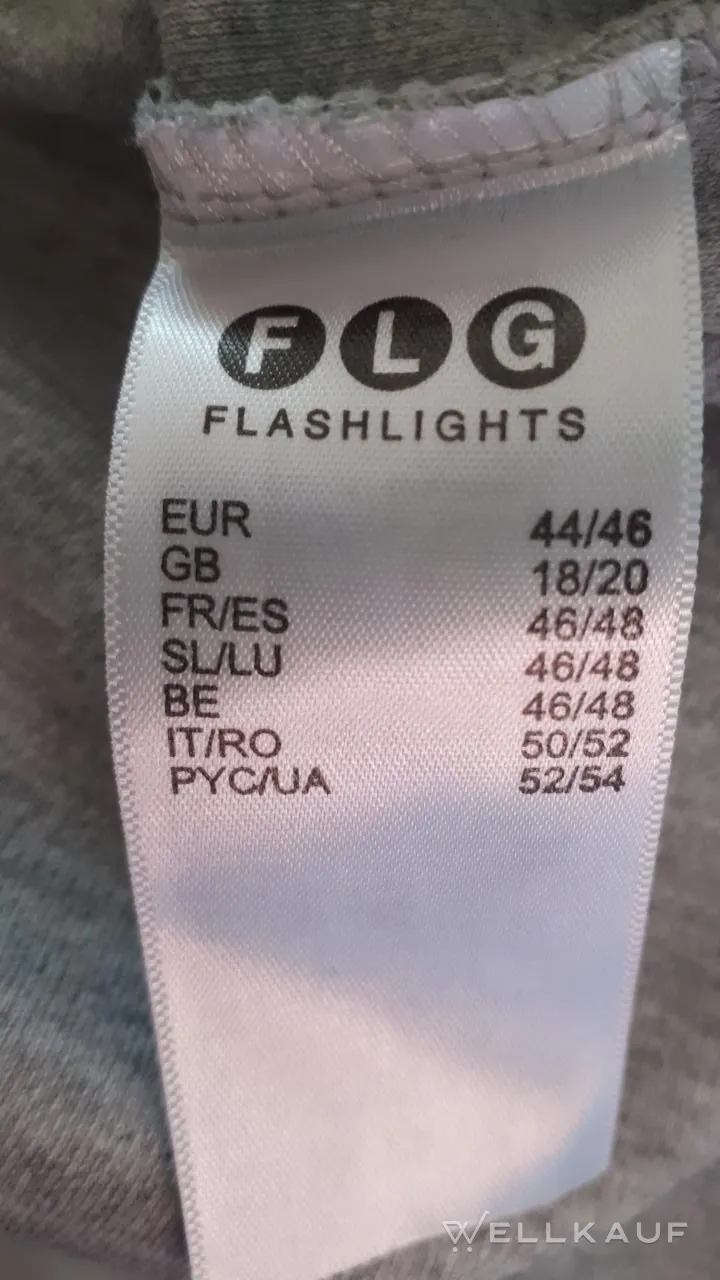 FLG
FLASHLIGHTS
EUR 44/46
GB 18/20
FR/ES 46/48
SL/LU 46/48
BE 46/48
IT/RO 50/52
РУС/UA 52/54
WELLKAUF